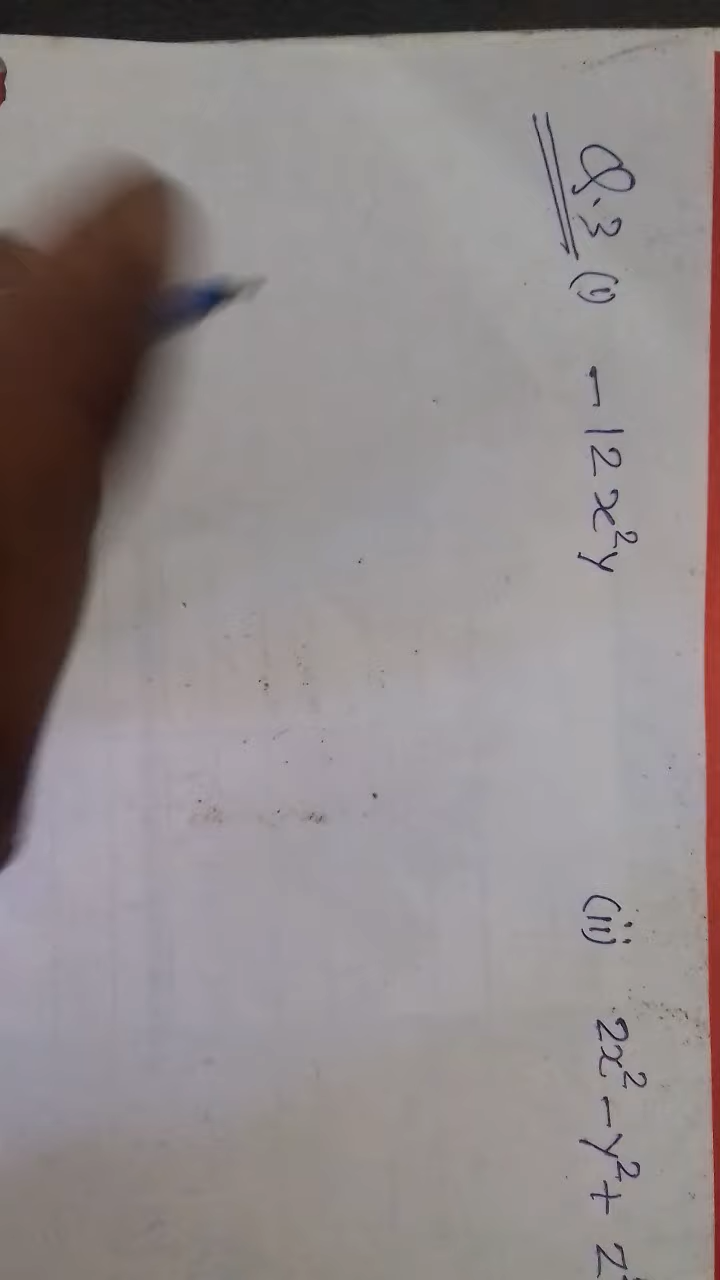 Q.3 (i) -12x²y (ii) 2x² - y² + z